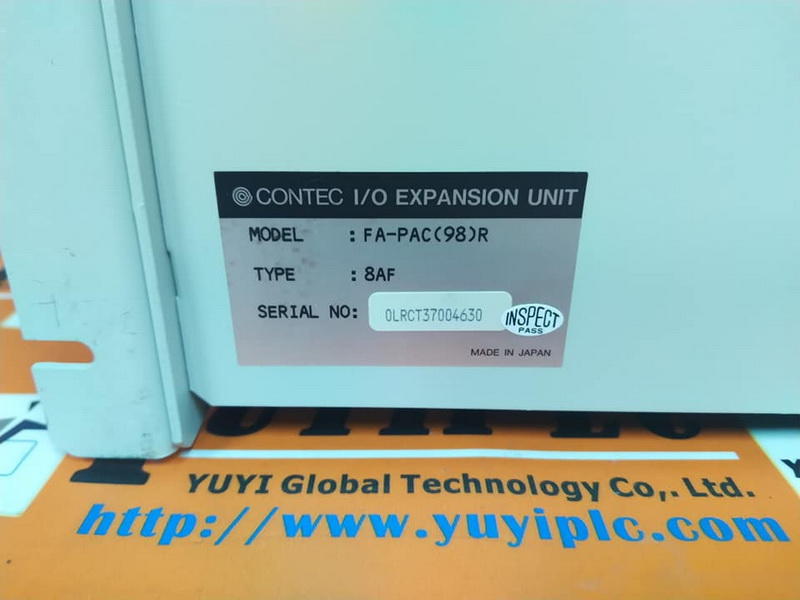 CONTEC I/O EXPANSION UNIT
MODEL : FA-PAC(98)R
TYPE : 8AF
SERIAL NO: 0LRCT37004630
INSPECT
PASS
MADE IN JAPAN
YUYI Global Technology Co,. Ltd.
http://www.yuyiplc.com